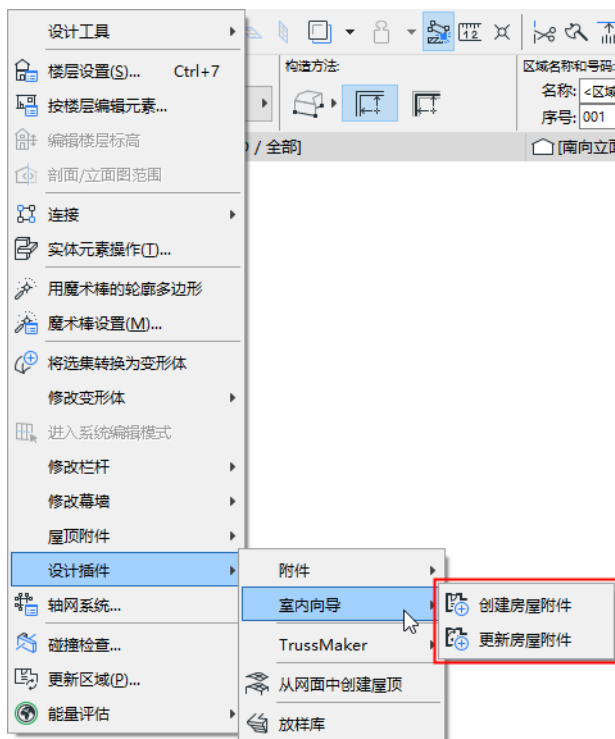 设计工具
楼层设置(S)... Ctrl+7
按楼层编辑元素...
编辑楼层标高
剖面/立面图范围
连接
实体元素操作(T)...
用魔术棒的轮廓多边形
魔术棒设置(M)...
将选集转换为变形体
修改变形体
进入系统编辑模式
修改栏杆
修改幕墙
屋顶附件
设计插件
轴网系统...
碰撞检查...
更新区域(P)...
能量评估
附件
室内向导
TrussMaker
从网面中创建屋顶
放样库
创建房屋附件
更新房屋附件
构造方法:
区域名称和号码:
名称: <区域
序号: 001
/ 全部]
[南向立面
12